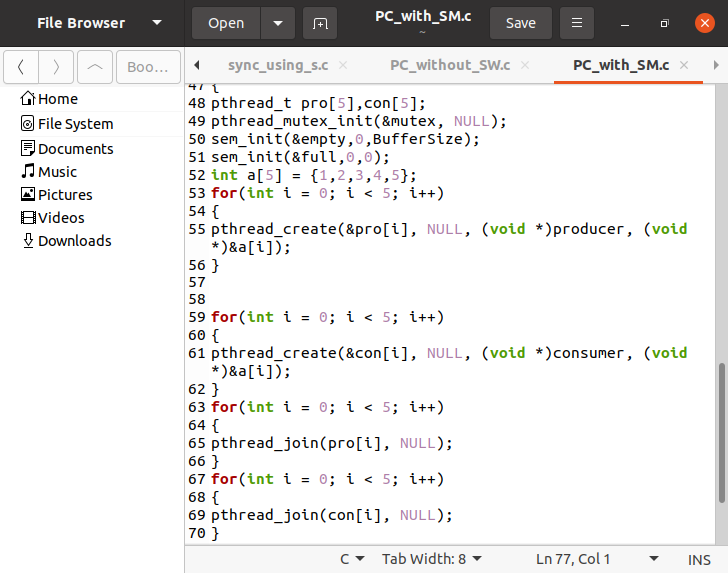 File Browser
Open
PC_with_SM.c
~
Save
Boo...
Home
File System
Documents
Music
Pictures
Videos
Downloads
sync_using_s.c
PC_without_SW.c
PC_with_SM.c
47 {
48 pthread_t pro[5],con[5];
49 pthread_mutex_init(&mutex, NULL);
50 sem_init(&empty,0,BufferSize);
51 sem_init(&full,0,0);
52 int a[5] = {1,2,3,4,5};
53 for(int i = 0; i < 5; i++)
54 {
55 pthread_create(&pro[i], NULL, (void *)producer, (void
*)&a[i]);
56 }
57
58
59 for(int i = 0; i < 5; i++)
60 {
61 pthread_create(&con[i], NULL, (void *)consumer, (void
*)&a[i]);
62 }
63 for(int i = 0; i < 5; i++)
64 {
65 pthread_join(pro[i], NULL);
66 }
67 for(int i = 0; i < 5; i++)
68 {
69 pthread_join(con[i], NULL);
70 }
C
Tab Width: 8
Ln 77, Col 1
INS